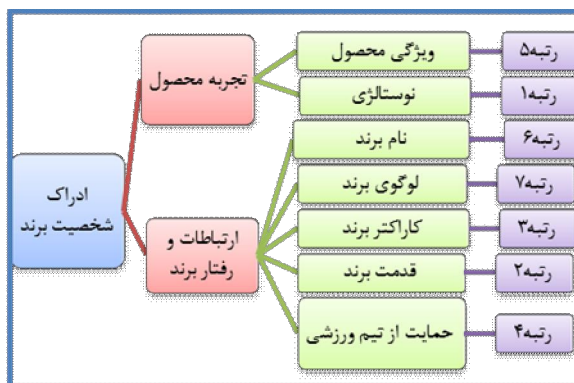 ادراک
شخصیت برند
تجربه محصول
ویژگی محصول
رتبه۵
نوستالژی
رتبه۱
ارتباطات و
رفتار برند
نام برند
رتبه۶
لوگوی برند
رتبه۷
کاراکتر برند
رتبه۳
قدمت برند
رتبه۲
حمایت از تیم ورزشی
رتبه۴